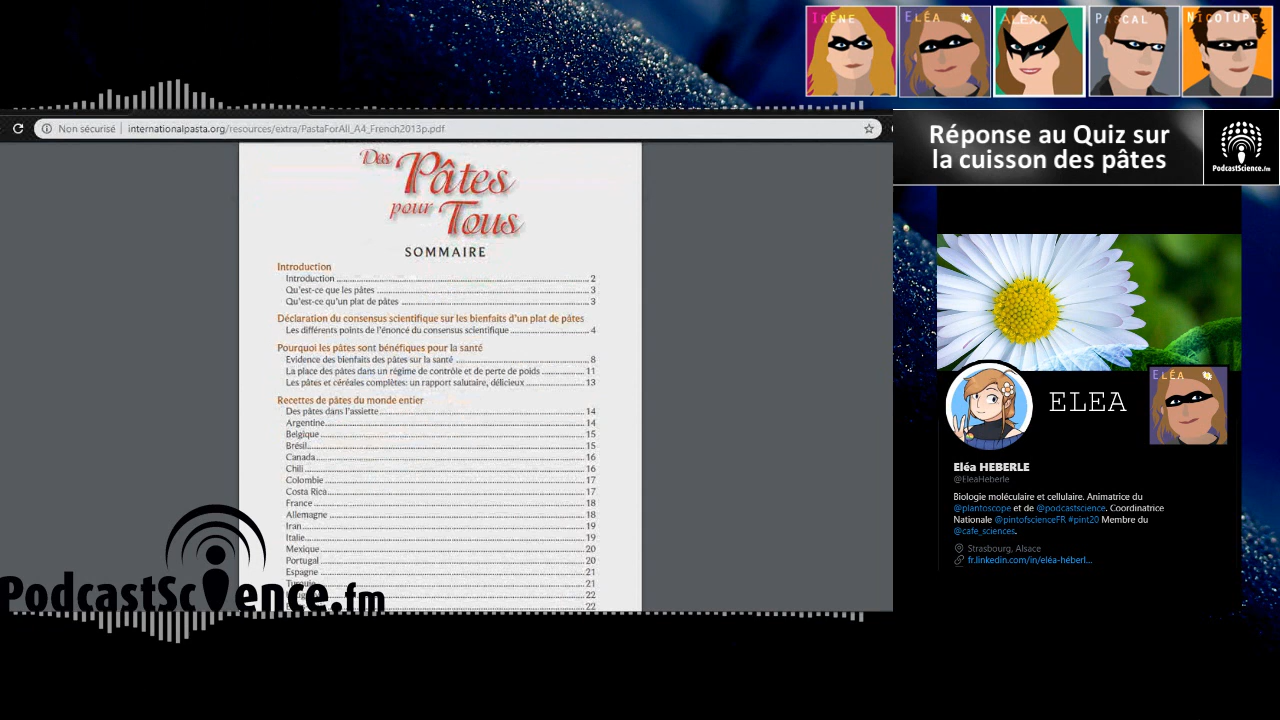 IRÈNE
ELÉA
ALEXA
PASCAL
NICOTUPE
Non sécurisé | internationalpasta.org/resources/extra/PastaForAll_A4_French2013p.pdf
Des
Pâtes
pour
Tous
SOMMAIRE
Introduction
Introduction 2
Qu'est-ce que les pâtes 3
Qu'est-ce qu'un plat de pâtes 3
Déclaration du consensus scientifique sur les bienfaits d'un plat de pâtes
Les différents points de l'énoncé du consensus scientifique 4
Pourquoi les pâtes sont bénéfiques pour la santé
Evidence des bienfaits des pâtes sur la santé 8
La place des pâtes dans un régime de contrôle et de perte de poids 11
Les pâtes et céréales complètes: un rapport salutaire, délicieux 13
Recettes de pâtes du monde entier
Des pâtes dans l'assiette 14
Argentine 14
Belgique 15
Brésil 15
Canada 16
Chili 16
Colombie 17
Costa Rica 17
France 18
Allemagne 18
Iran 19
Italie 19
Mexique 20
Portugal 20
Espagne 21
Turquie 21
22
22
PodcastScience.fm
Réponse au Quiz sur
la cuisson des pâtes
PodcastScience.fm
ELEA
ELÉA
Eléa HEBERLE
@EleaHeberle
Biologie moléculaire et cellulaire. Animatrice du
@plantoscope et de @podcastscience. Coordinatrice
Nationale @pintofscienceFR #pint20 Membre du
@cafe_sciences.
Strasbourg, Alsace
fr.linkedin.com/in/eléa-héberl...